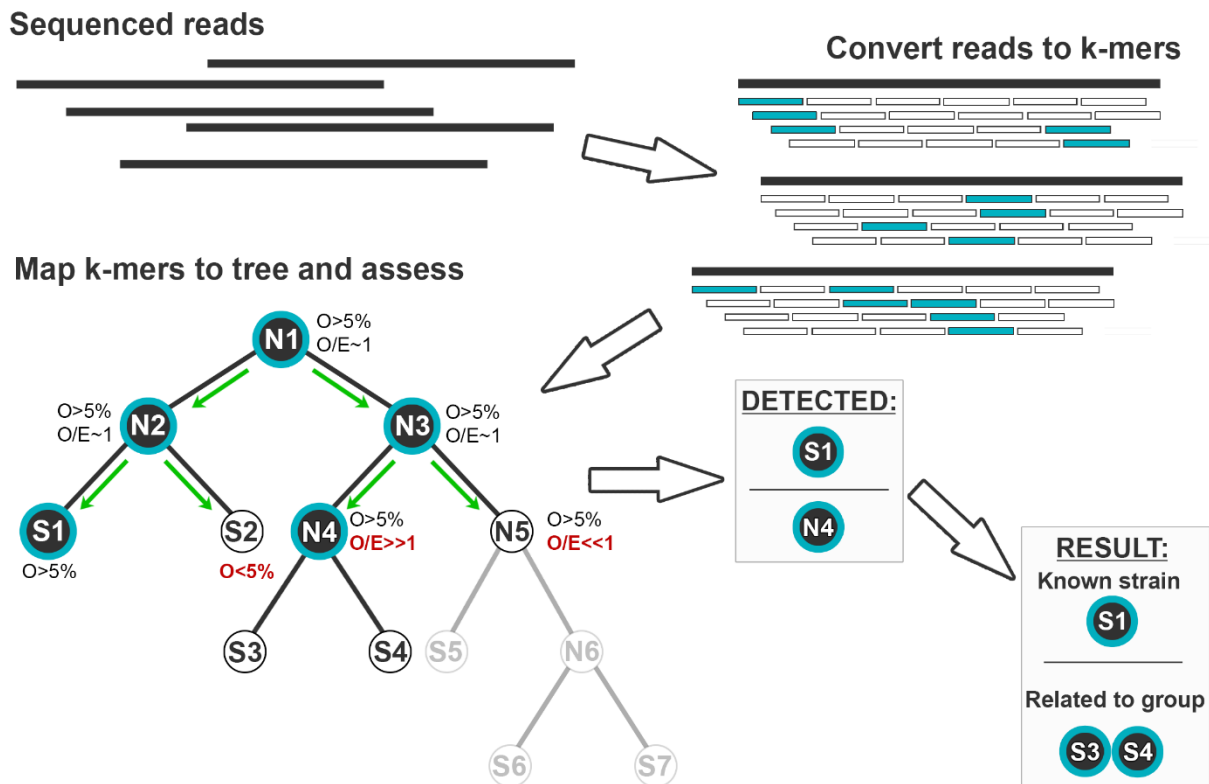 Sequenced reads
Convert reads to k-mers
Map k-mers to tree and assess
N1
O>5%
O/E~1
N2
O>5%
O/E~1
N3
O>5%
O/E~1
S1
O>5%
S2
O<5%
N4
O>5%
O/E>>1
N5
O>5%
O/E<<1
S3
S4
S5
N6
S6
S7
DETECTED:
S1
N4
RESULT:
Known strain
S1
Related to group
S3 S4